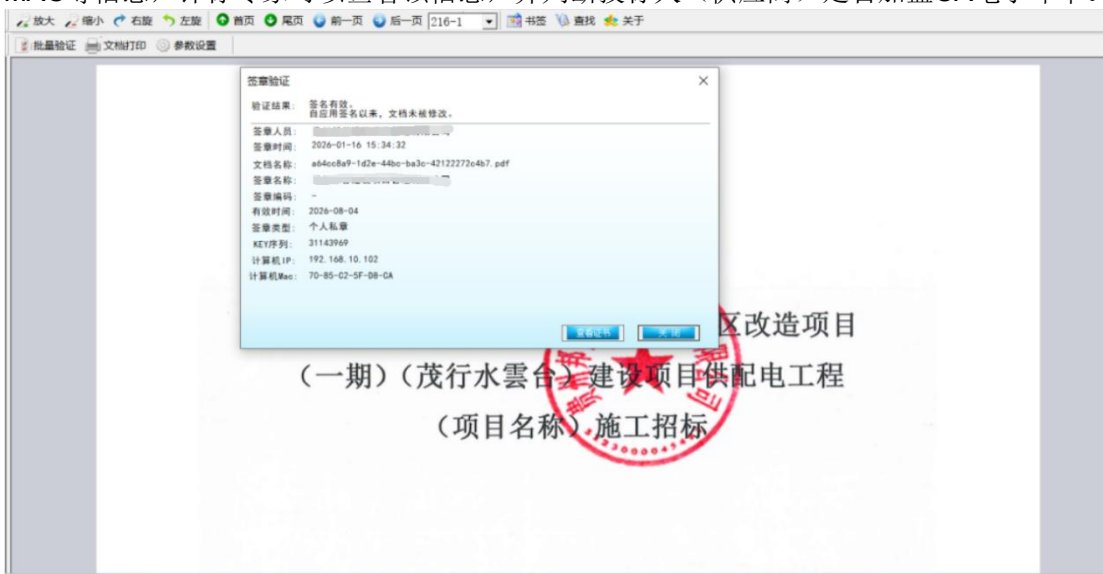 放大 缩小 右旋 左旋 首页 尾页 前一页 后一页 216-1 书签 查找 关于
批量验证 文档打印 参数设置
签章验证
验证结果: 签名有效。
自应用签名以来，文档未被修改。
签章人员:
签章时间: 2026-01-16 15:34:32
文档名称: a64cc8a9-1d2e-44bc-ba3c-42122272c4b7.pdf
签章名称:
签章编码: -
有效时间: 2026-08-04
签章类型: 个人私章
KEY序列: 31143969
计算机IP: 192.168.10.102
计算机Mac: 70-85-C2-5F-D8-CA
查看证书 关闭
区改造项目
（一期）（茂行水雲台）建设项目供配电工程
（项目名称）施工招标